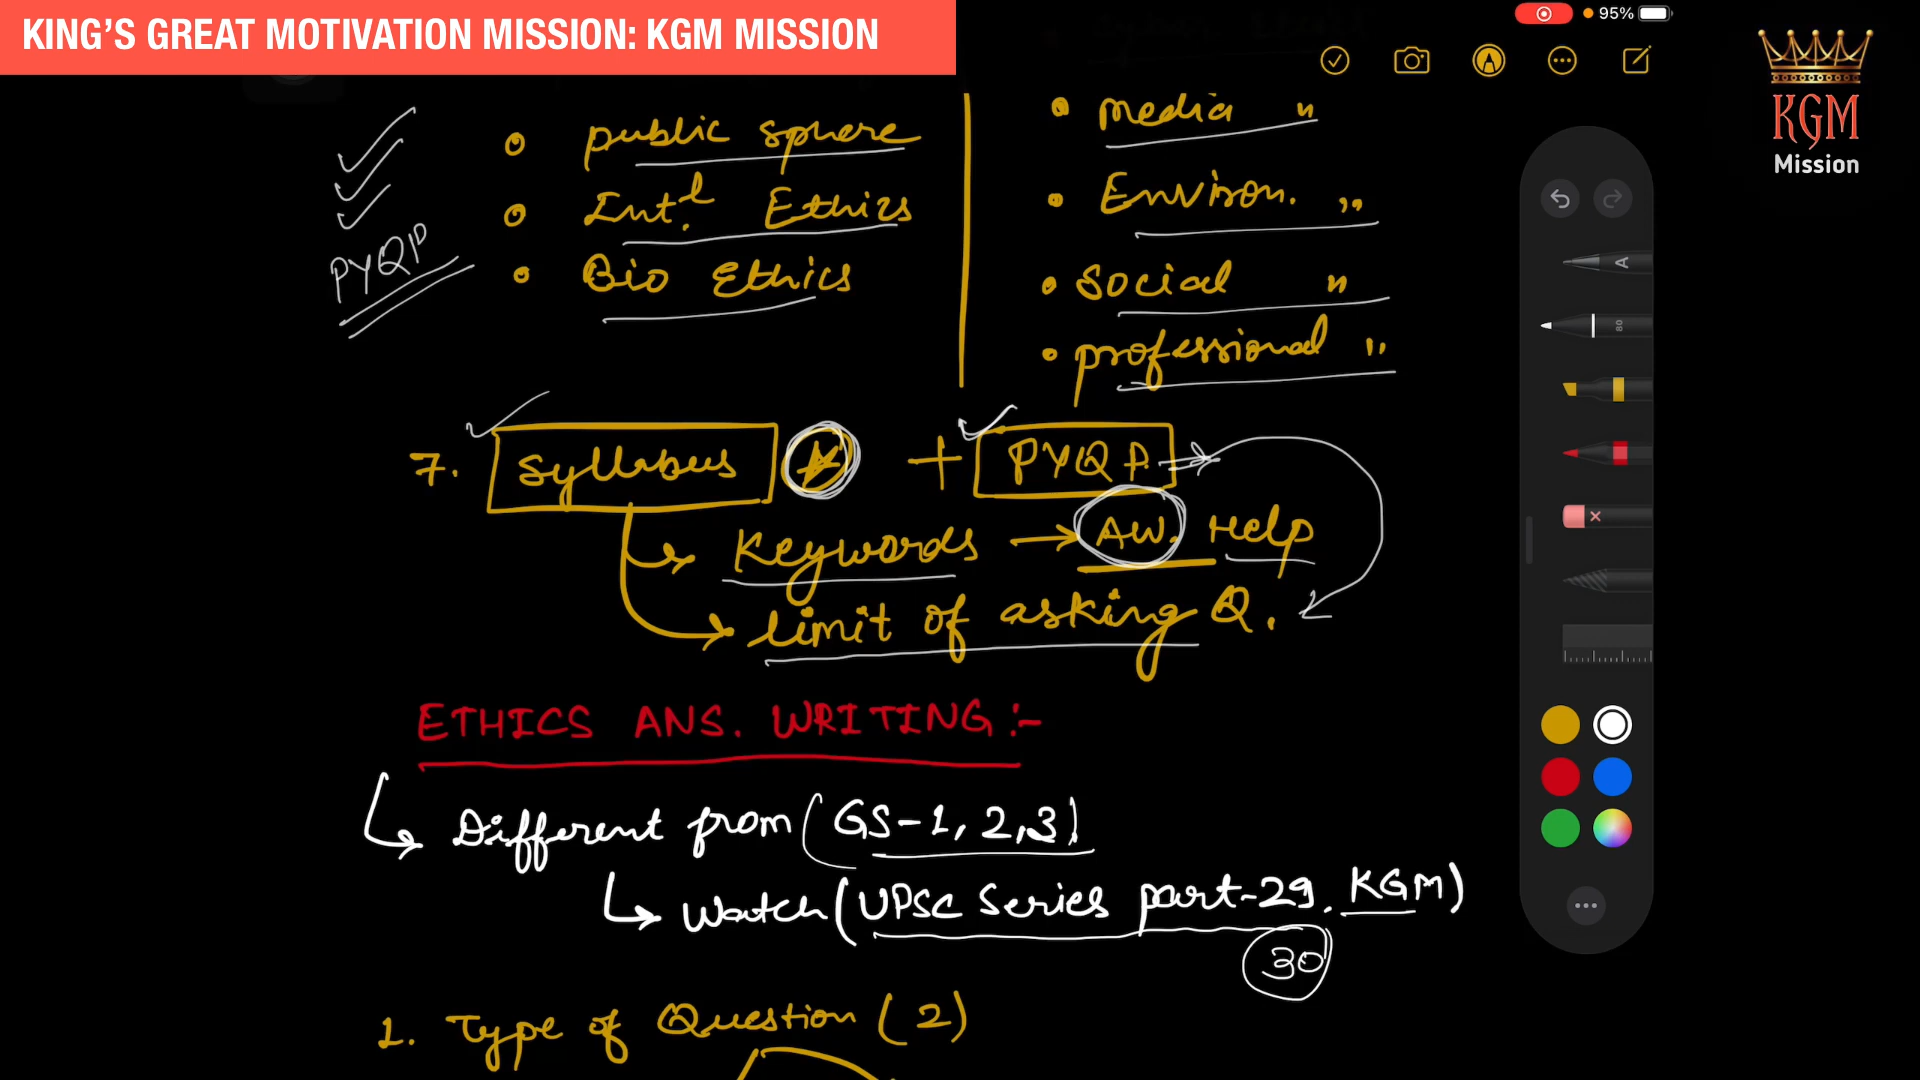 KING'S GREAT MOTIVATION MISSION: KGM MISSION
95%
KGM
Mission
public sphere
Int.l Ethics
Bio Ethics
PYQP
media "
Environ. "
Social "
professional "
7. Syllabus + PYQP
Keywords → AW. Help
limit of asking Q.
ETHICS ANS. WRITING :-
Different from (GS-1, 2, 3)
Watch (UPSC Series part-29. KGM)
30
1. Type of Question (2)
A
80